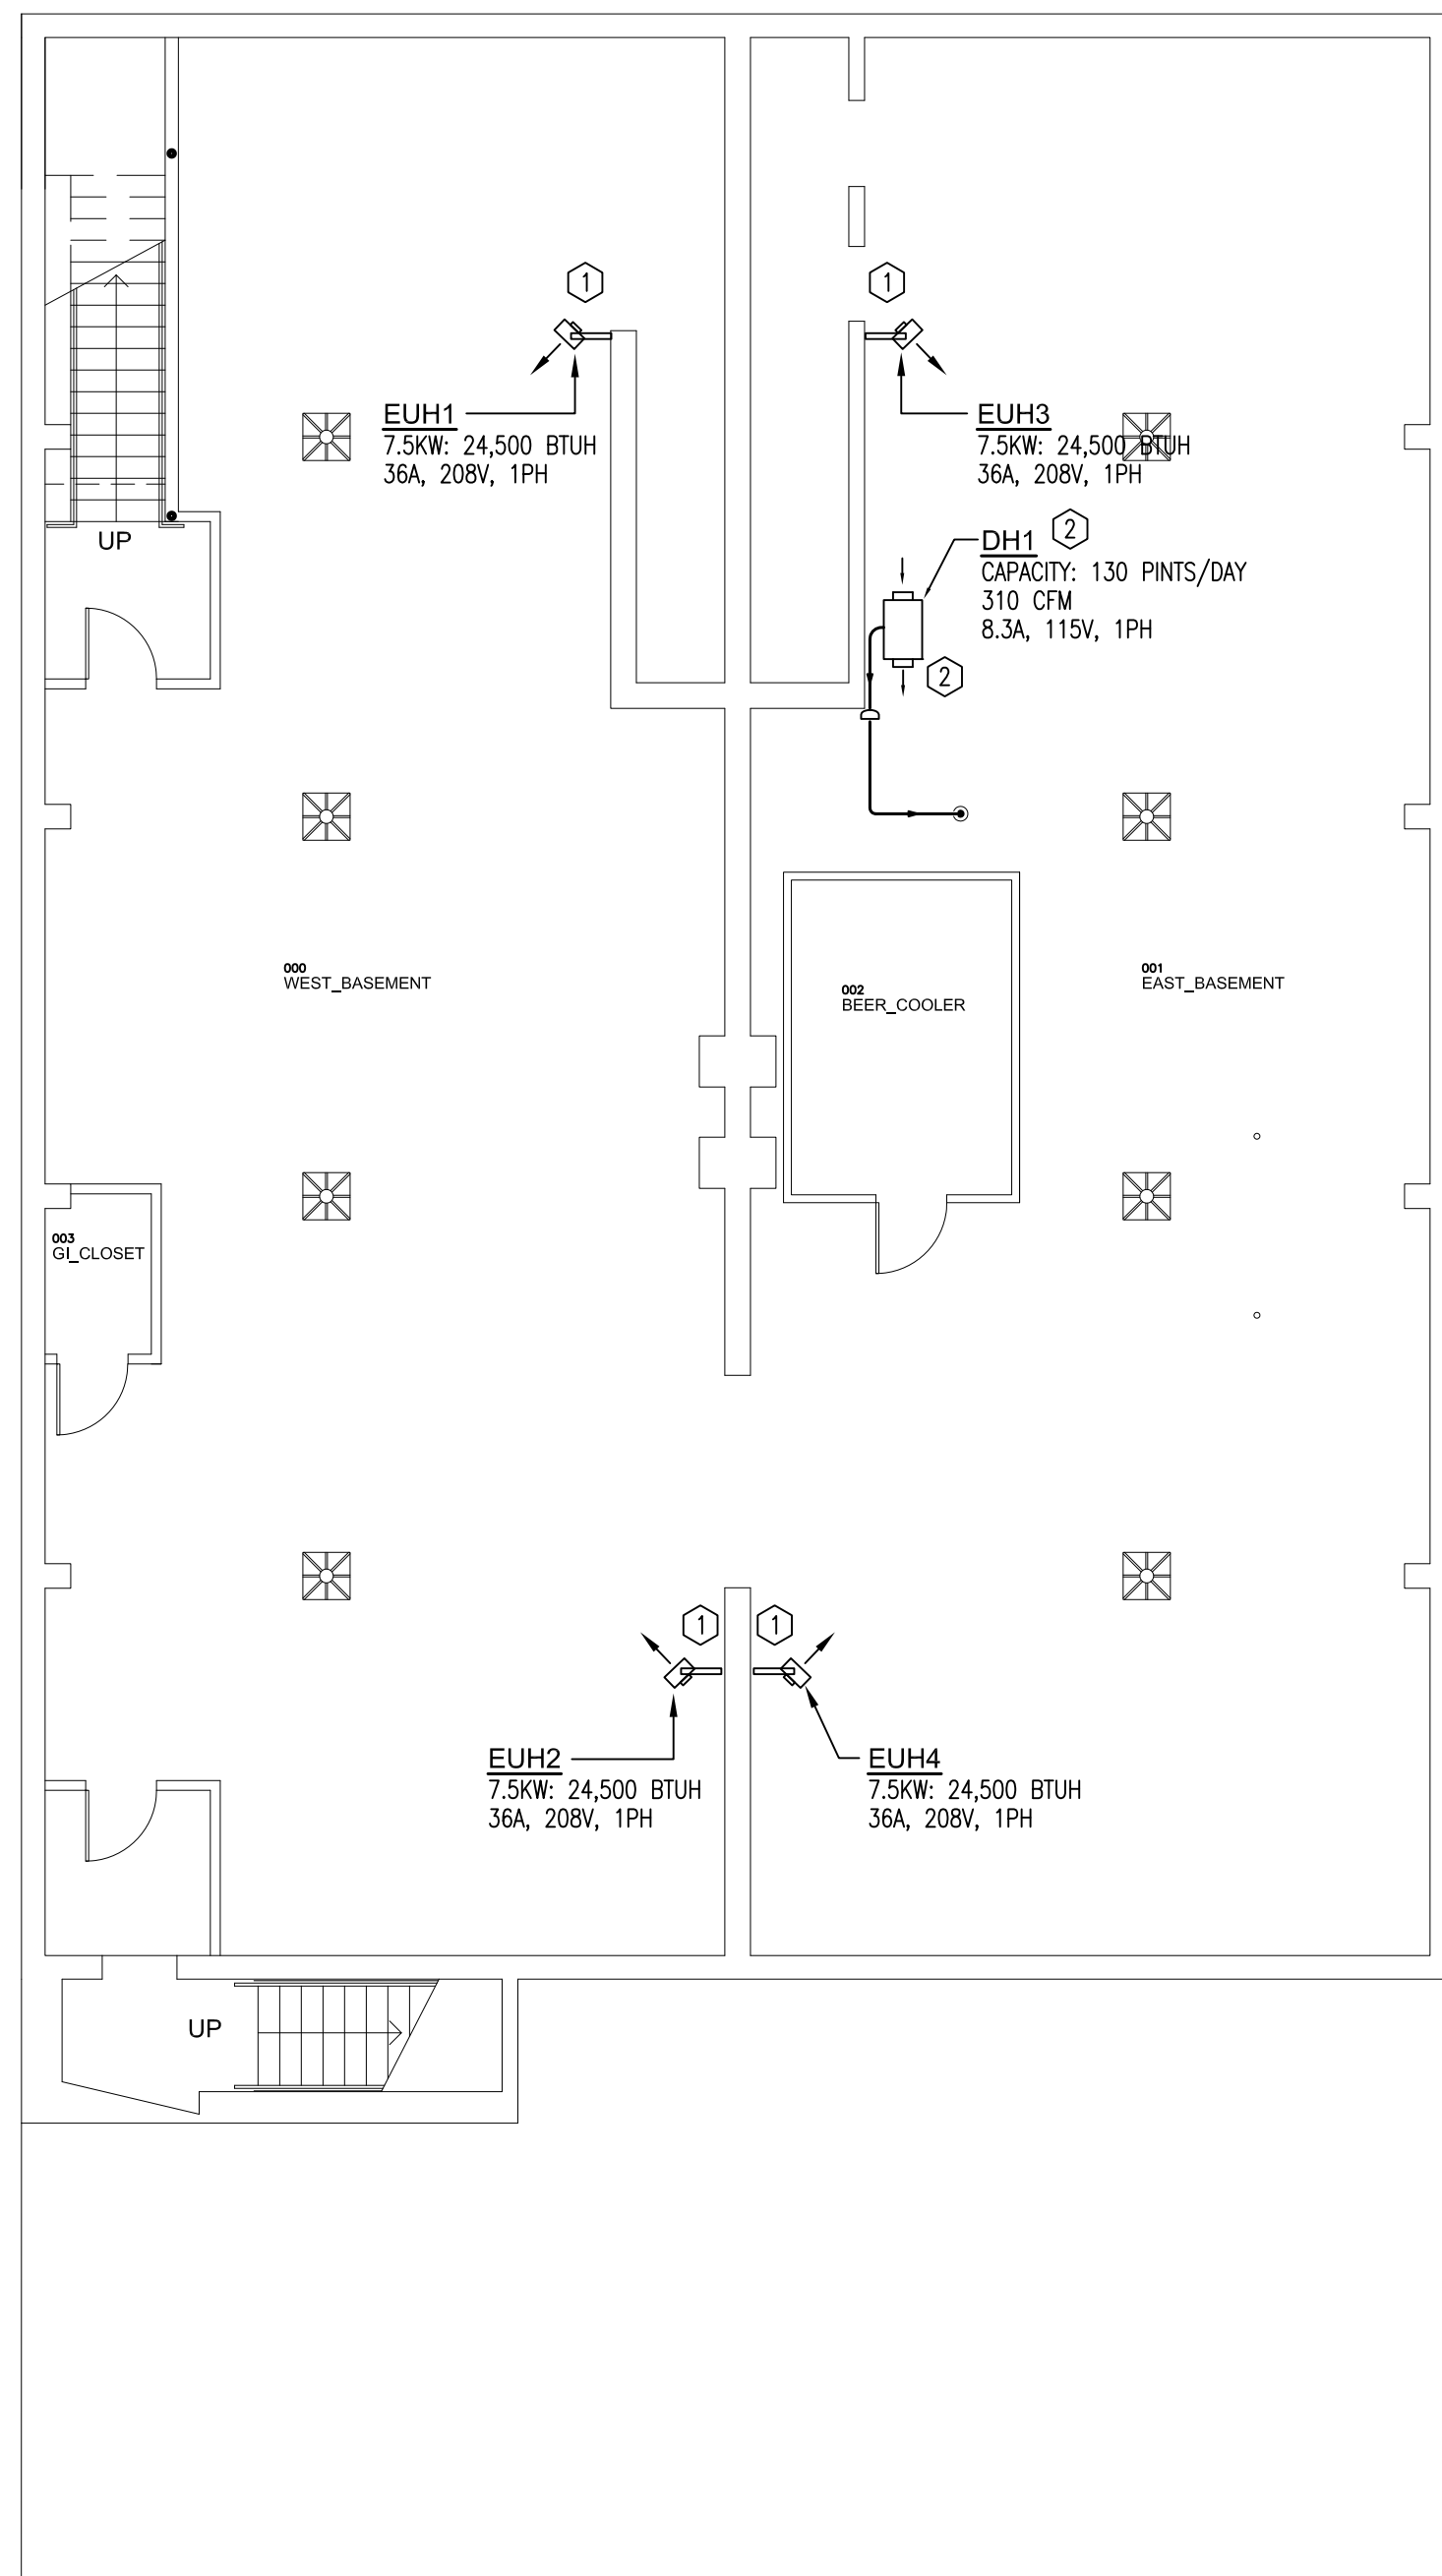 1
1
EUH1
7.5KW: 24,500 BTUH
36A, 208V, 1PH
EUH3
7.5KW: 24,500 BTUH
36A, 208V, 1PH
UP
DH1
2
CAPACITY: 130 PINTS/DAY
310 CFM
8.3A, 115V, 1PH
2
000
WEST_BASEMENT
002
BEER_COOLER
001
EAST_BASEMENT
003
GI_CLOSET
1
1
EUH2
7.5KW: 24,500 BTUH
36A, 208V, 1PH
EUH4
7.5KW: 24,500 BTUH
36A, 208V, 1PH
UP